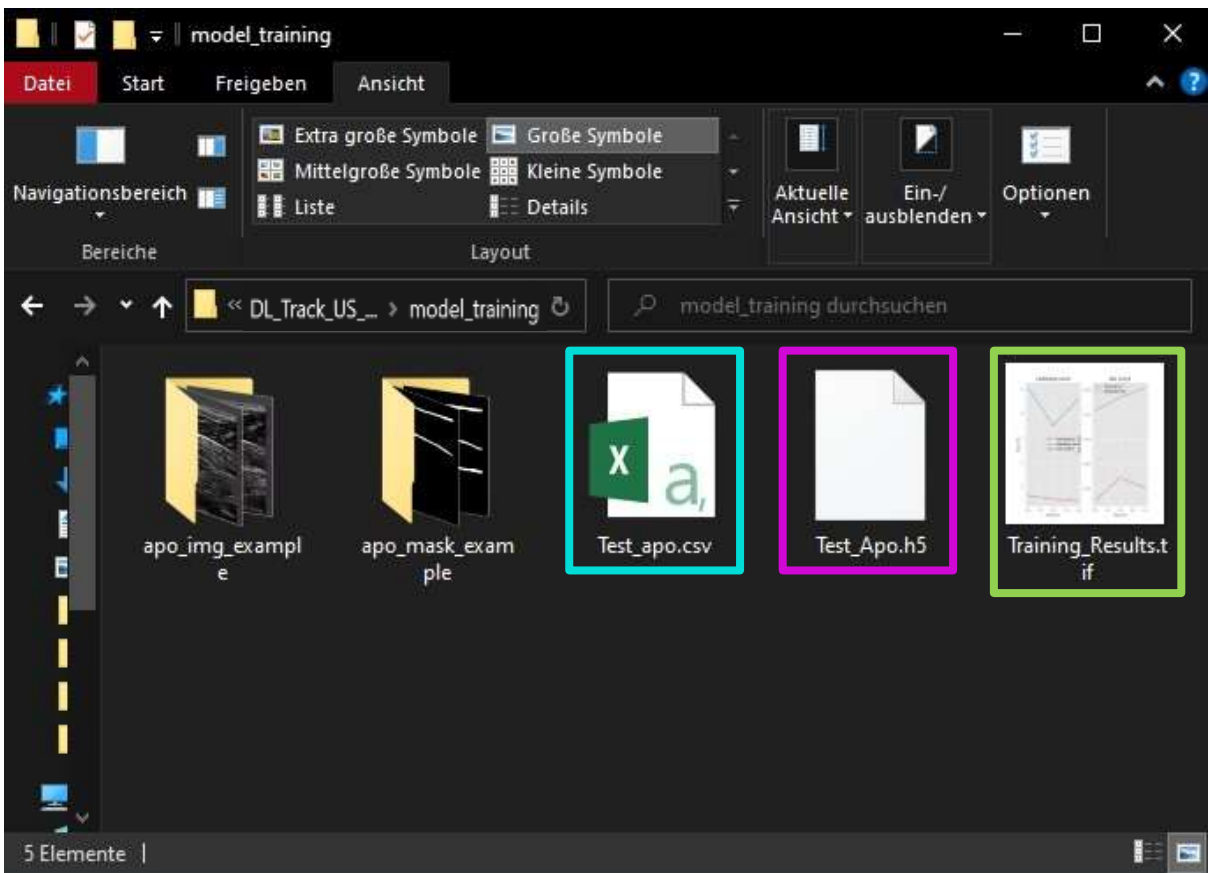 model_training
Datei Start Freigeben Ansicht
Extra große Symbole Große Symbole
Mittelgroße Symbole Kleine Symbole
Liste Details
Navigationsbereich
Aktuelle Ansicht
Ein-/ ausblenden
Optionen
Bereiche Layout
« DL_Track_US_... > model_training
model_training durchsuchen
X a,
apo_img_exampl
e
apo_mask_exam
ple
Test_apo.csv
Test_Apo.h5
Training_Results.t
if
5 Elemente